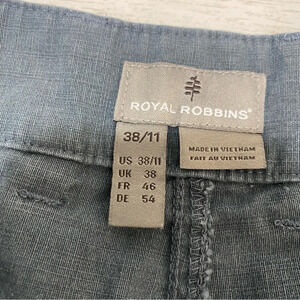 ROYAL ROBBINS®
38/11
US 38/11
UK 38
FR 46
DE 54
MADE IN VIETNAM
FAIT AU VIETNAM